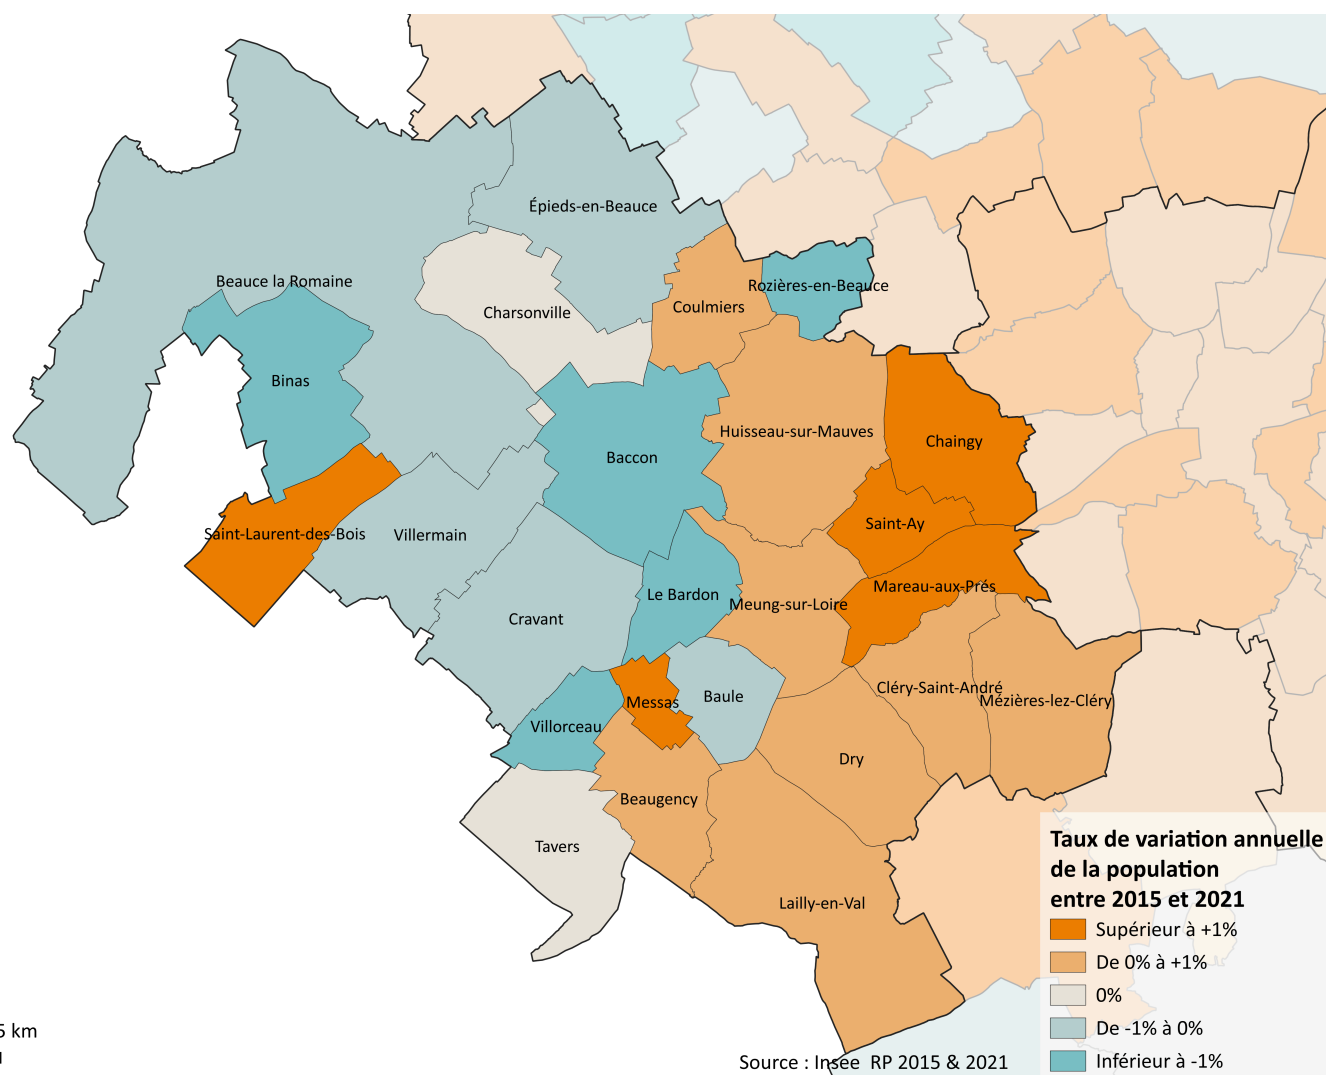 Épieds-en-Beauce
Beauce la Romaine
Rozières-en-Beauce
Coulmiers
Charsonville
Binas
Huisseau-sur-Mauves
Chaingy
Baccon
Saint-Ay
Saint-Laurent-des-Bois
Villermain
Mareau-aux-Prés
Le Bardon
Meung-sur-Loire
Cravant
Cléry-Saint-André
Mézières-lez-Cléry
Messas
Baule
Villorceau
Dry
Beaugency
Tavers
Lailly-en-Val
Taux de variation annuelle
de la population
entre 2015 et 2021
Supérieur à +1%
De 0% à +1%
0%
De -1% à 0%
Inférieur à -1%
5 km
Source : Insee RP 2015 & 2021